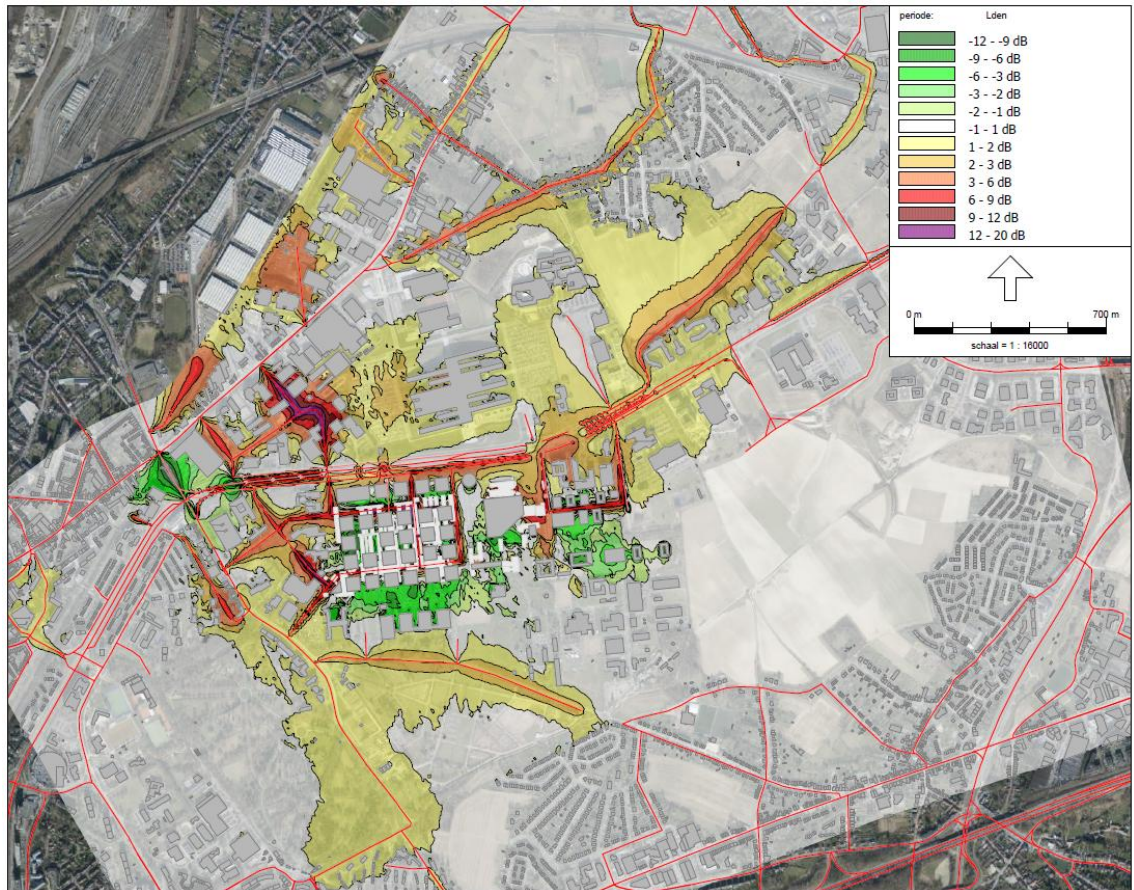 periode: Lden
-12 - -9 dB
-9 - -6 dB
-6 - -3 dB
-3 - -2 dB
-2 - -1 dB
-1 - 1 dB
1 - 2 dB
2 - 3 dB
3 - 6 dB
6 - 9 dB
9 - 12 dB
12 - 20 dB
0 m 700 m
schaal = 1 : 16000